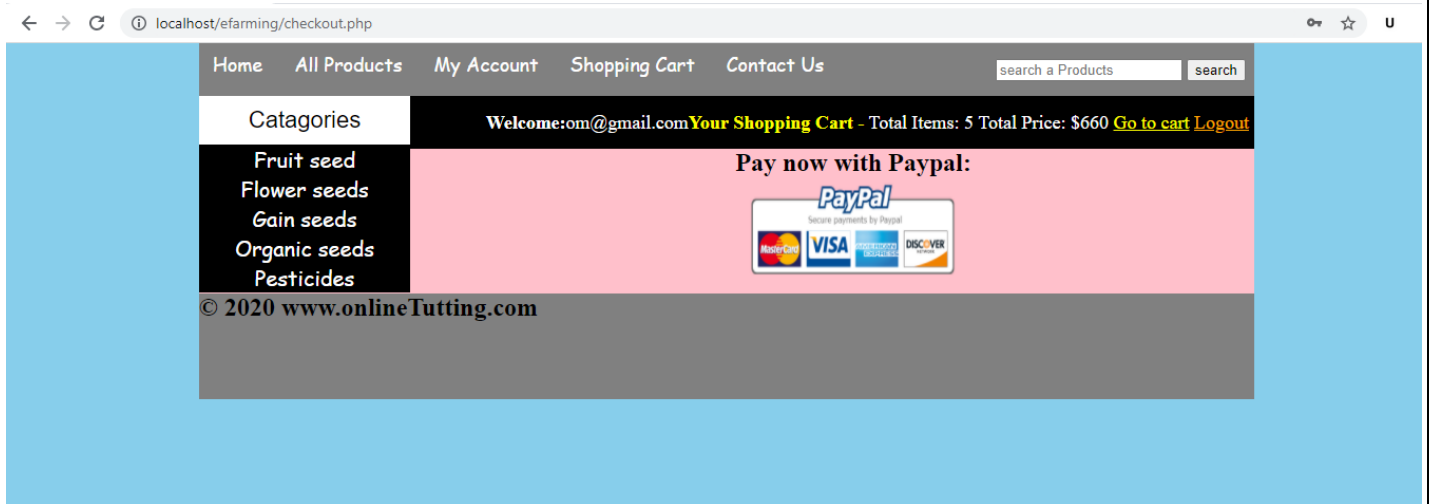 localhost/efarming/checkout.php
U
Home All Products My Account Shopping Cart Contact Us
search a Products search
Catagories
Welcome:om@gmail.comYour Shopping Cart - Total Items: 5 Total Price: $660 Go to cart Logout
Fruit seed
Flower seeds
Gain seeds
Organic seeds
Pesticides
Pay now with Paypal:
PayPal
Secure payments by Paypal
MasterCard VISA AMERICAN EXPRESS DISCOVER
© 2020 www.onlineTutting.com